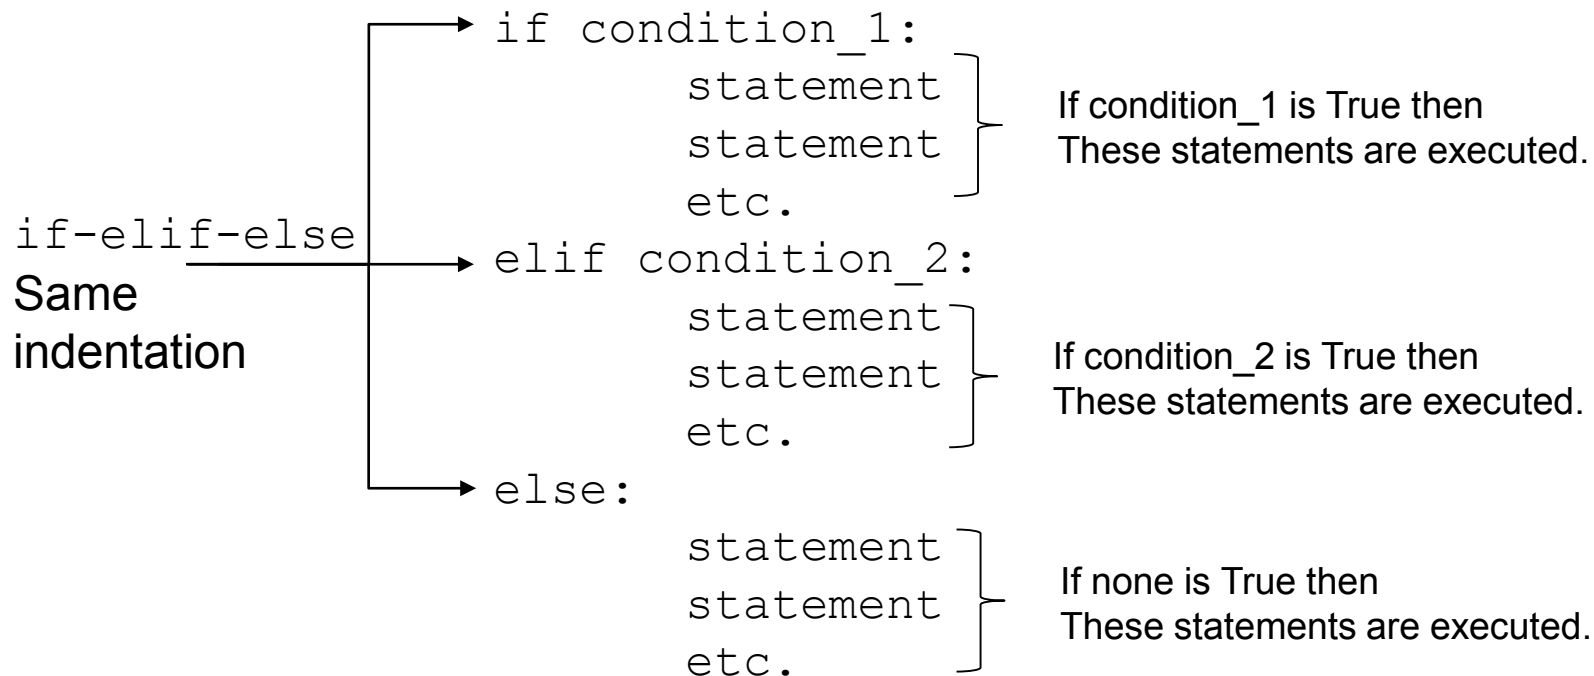 if condition_1:
statement
statement
etc.
If condition_1 is True then
These statements are executed.
if-elif-else
Same
indentation
elif condition_2:
statement
statement
etc.
If condition_2 is True then
These statements are executed.
else:
statement
statement
etc.
If none is True then
These statements are executed.